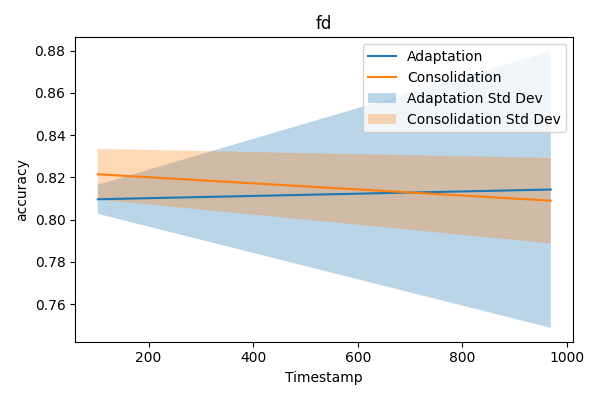 fd
Adaptation
Consolidation
Adaptation Std Dev
Consolidation Std Dev
accuracy
0.88
0.86
0.84
0.82
0.80
0.78
0.76
200 400 600 800 1000
Timestamp